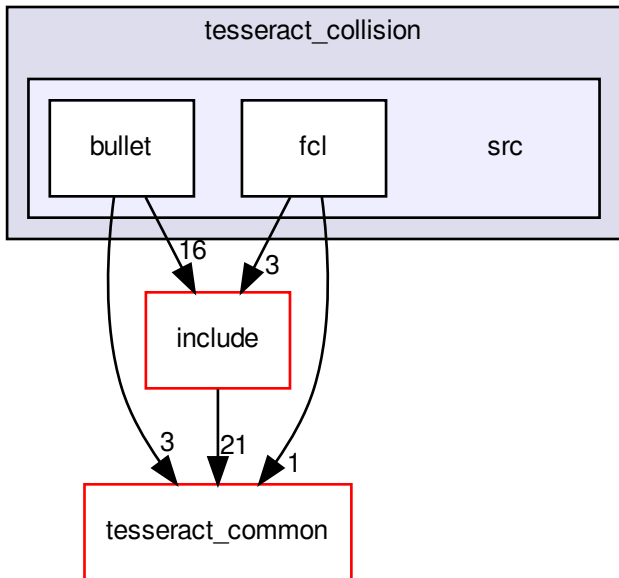 tesseract_collision
bullet
fcl
src
16
3
include
3
21
1
tesseract_common